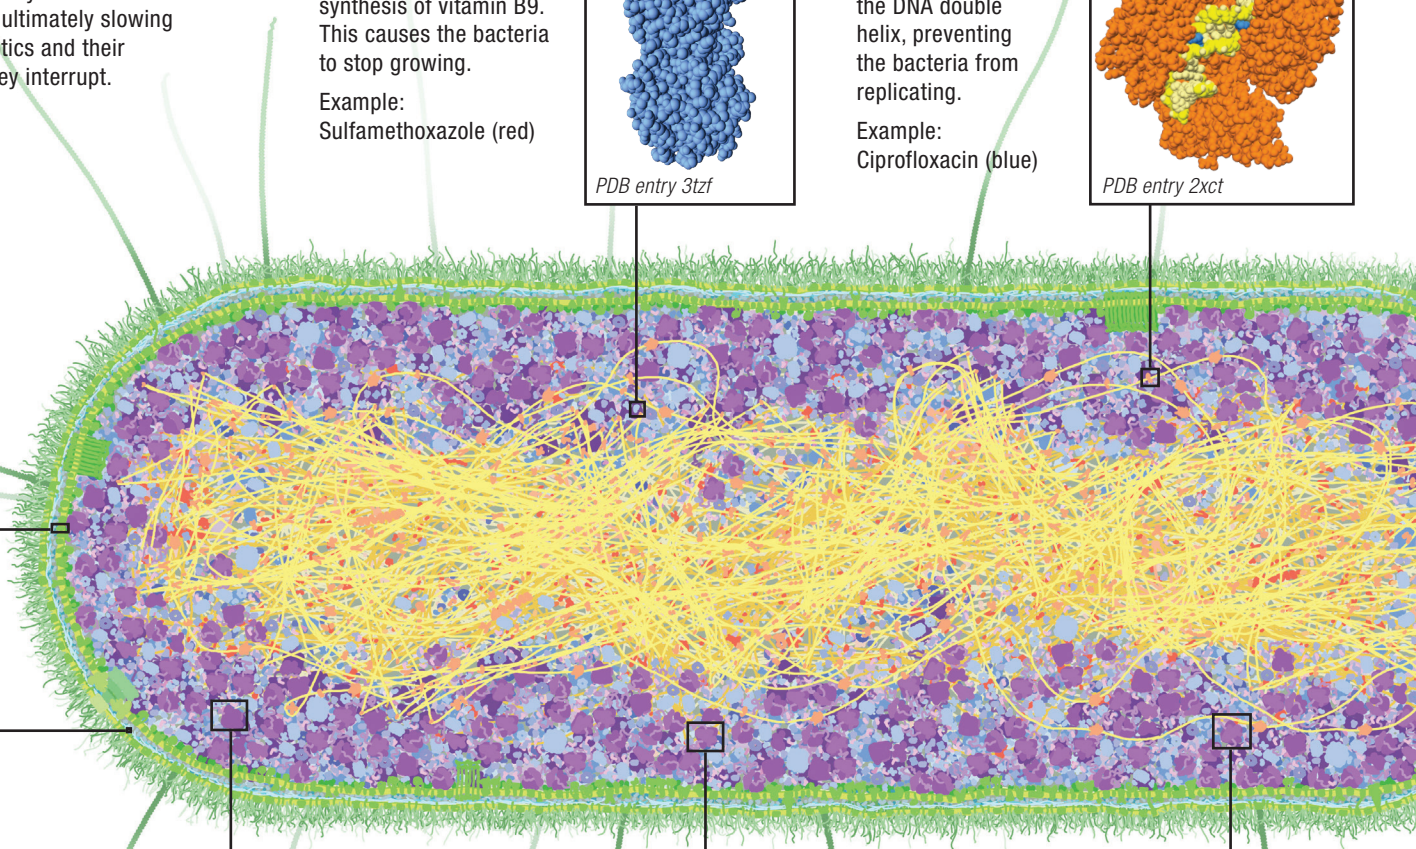 ultimately slowing
tics and their
ey interrupt.
synthesis of vitamin B9.
This causes the bacteria
to stop growing.
Example:
Sulfamethoxazole (red)
PDB entry 3tzf
the DNA double
helix, preventing
the bacteria from
replicating.
Example:
Ciprofloxacin (blue)
PDB entry 2xct